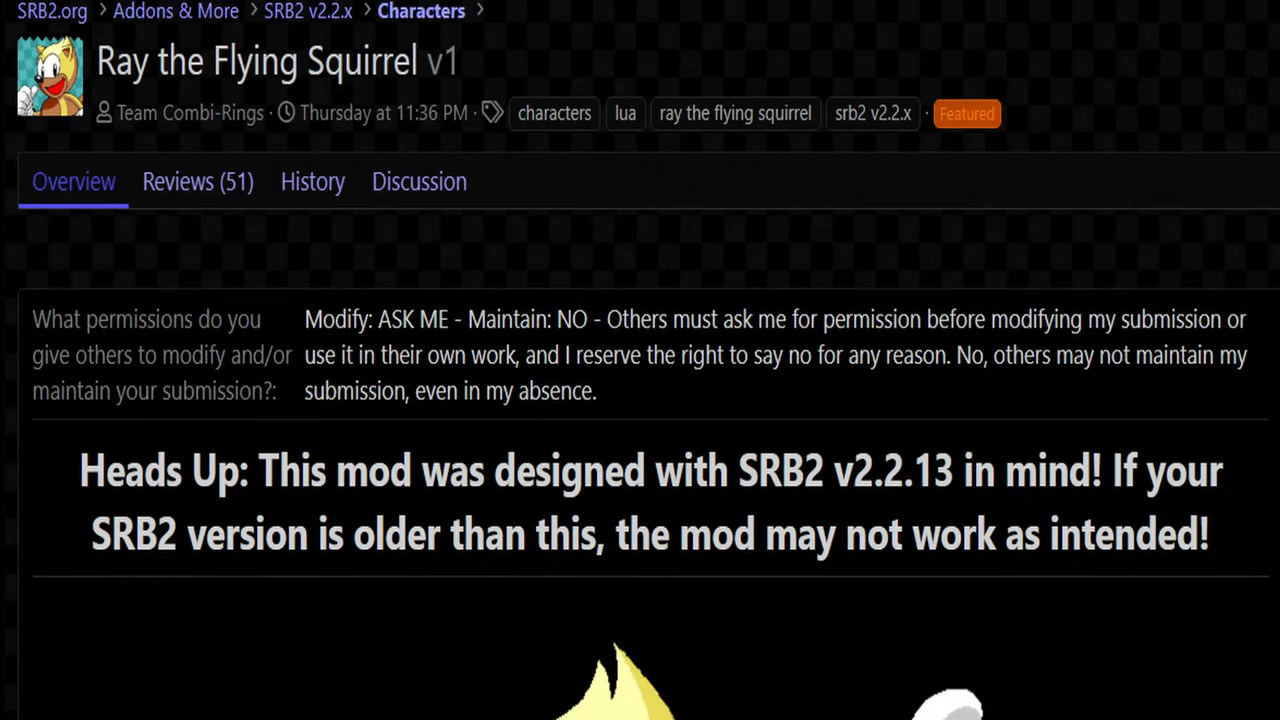 SRB2.org > Addons & More > SRB2 v2.2.x > Characters >
Ray the Flying Squirrel v1
Team Combi-Rings · Thursday at 11:36 PM · characters lua ray the flying squirrel srb2 v2.2.x · Featured
Overview Reviews (51) History Discussion
What permissions do you
give others to modify and/or
maintain your submission?:
Modify: ASK ME - Maintain: NO - Others must ask me for permission before modifying my submission or
use it in their own work, and I reserve the right to say no for any reason. No, others may not maintain my
submission, even in my absence.
Heads Up: This mod was designed with SRB2 v2.2.13 in mind! If your
SRB2 version is older than this, the mod may not work as intended!